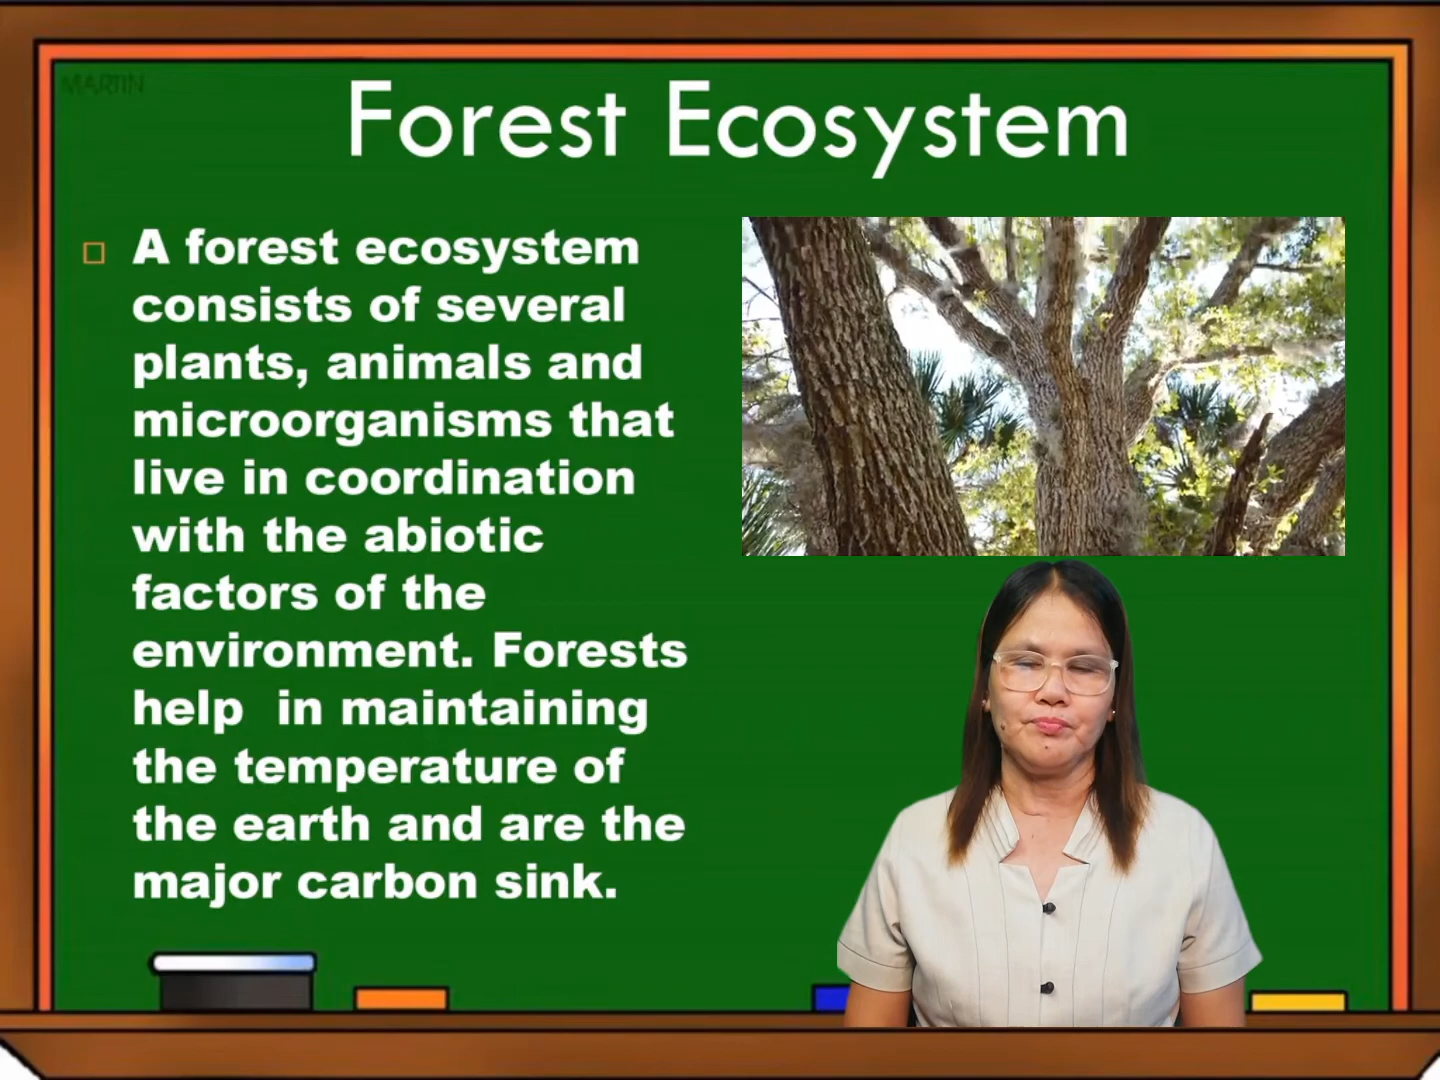 MARTIN
Forest Ecosystem
A forest ecosystem
consists of several
plants, animals and
microorganisms that
live in coordination
with the abiotic
factors of the
environment. Forests
help  in maintaining
the temperature of
the earth and are the
major carbon sink.